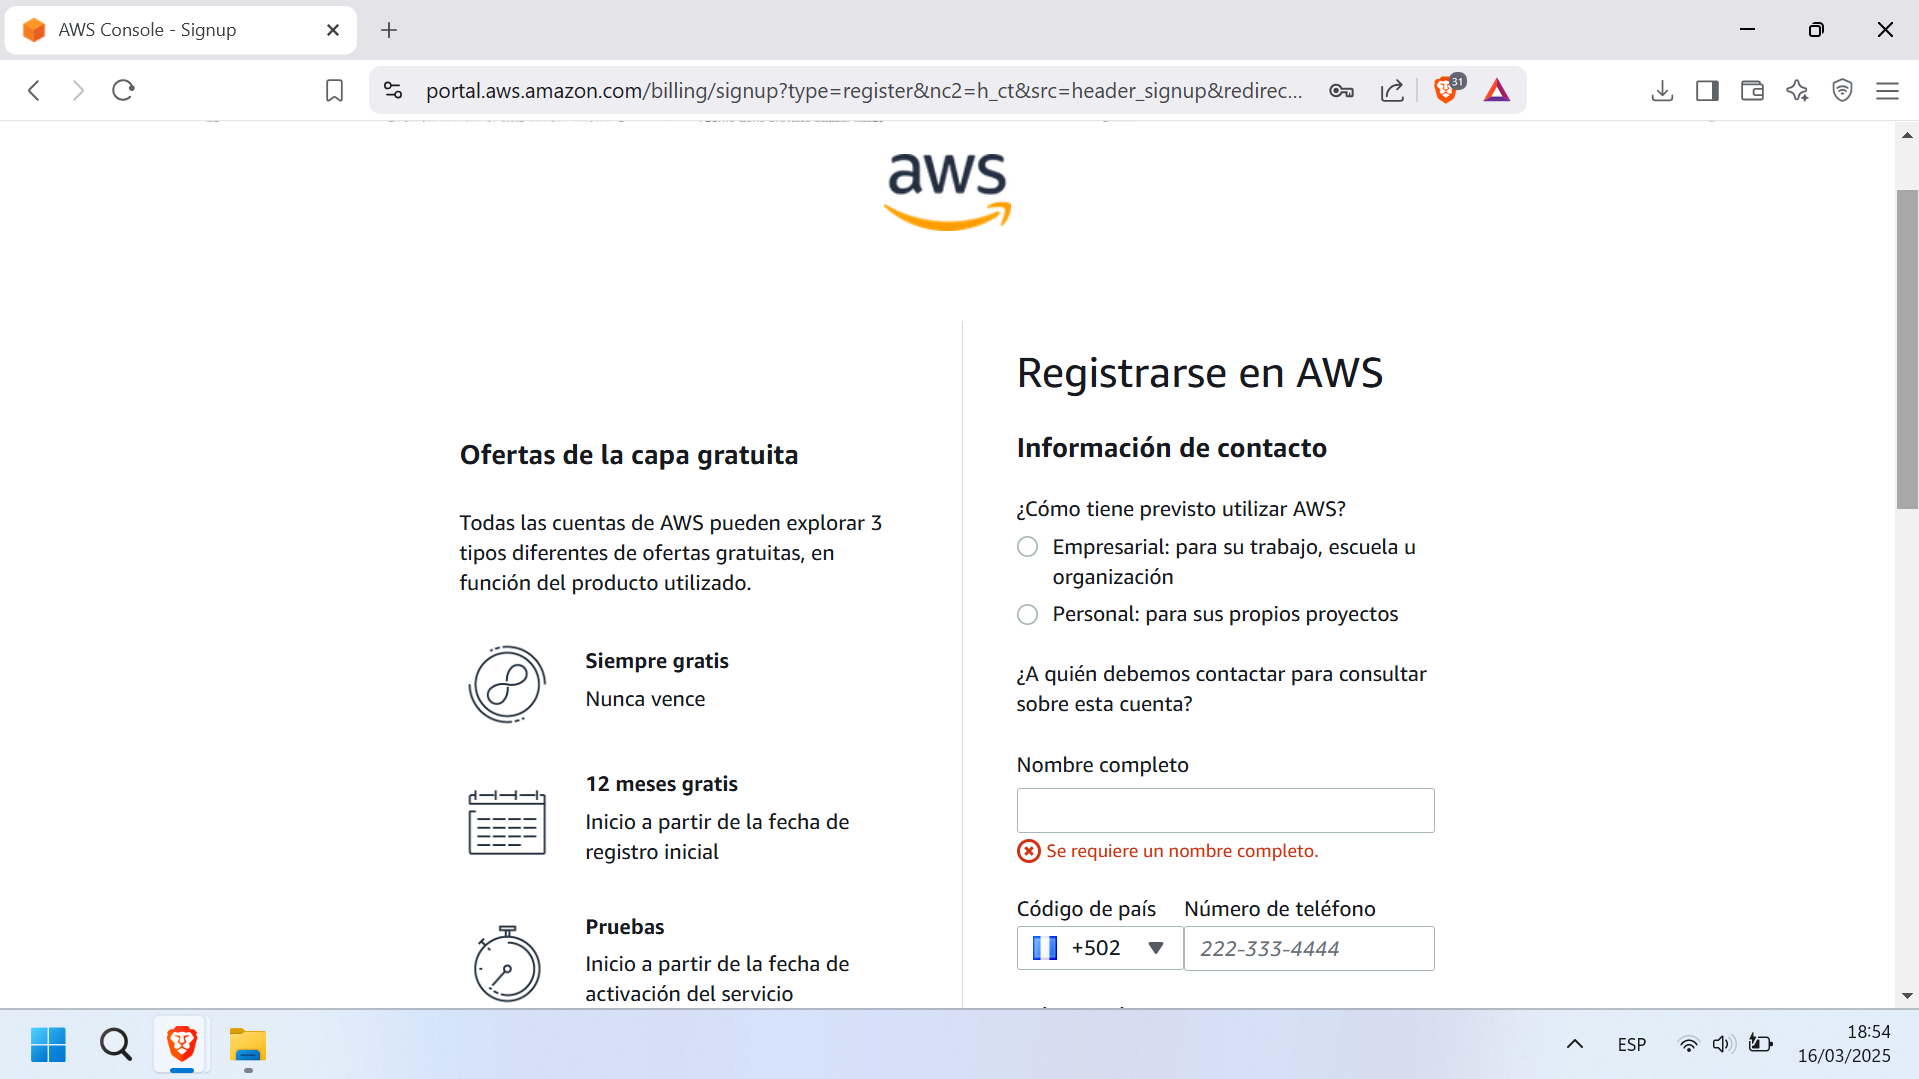 AWS Console - Signup
portal.aws.amazon.com/billing/signup?type=register&nc2=h_ct&src=header_signup&redirec...
31
aws
Registrarse en AWS
Ofertas de la capa gratuita
Información de contacto
Todas las cuentas de AWS pueden explorar 3
tipos diferentes de ofertas gratuitas, en
función del producto utilizado.
¿Cómo tiene previsto utilizar AWS?
Empresarial: para su trabajo, escuela u
organización
Personal: para sus propios proyectos
Siempre gratis
Nunca vence
¿A quién debemos contactar para consultar
sobre esta cuenta?
12 meses gratis
Inicio a partir de la fecha de
registro inicial
Nombre completo
Se requiere un nombre completo.
Pruebas
Inicio a partir de la fecha de
activación del servicio
Código de país
Número de teléfono
+502
222-333-4444
ESP
18:54
16/03/2025